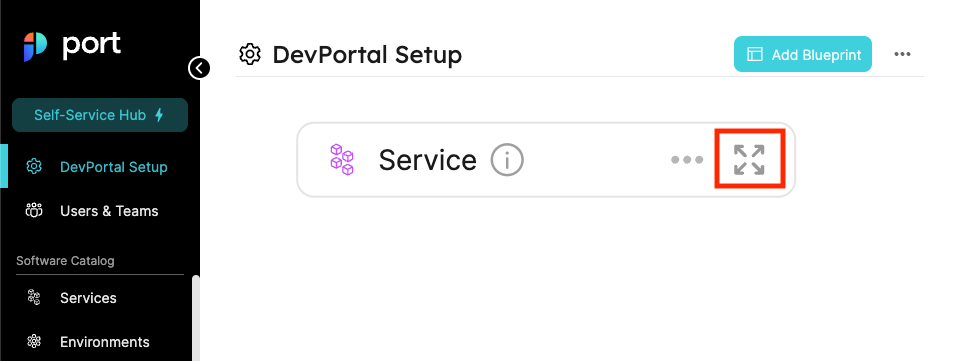 port
Self-Service Hub
DevPortal Setup
Users & Teams
Software Catalog
Services
Environments
DevPortal Setup
Add Blueprint
Service